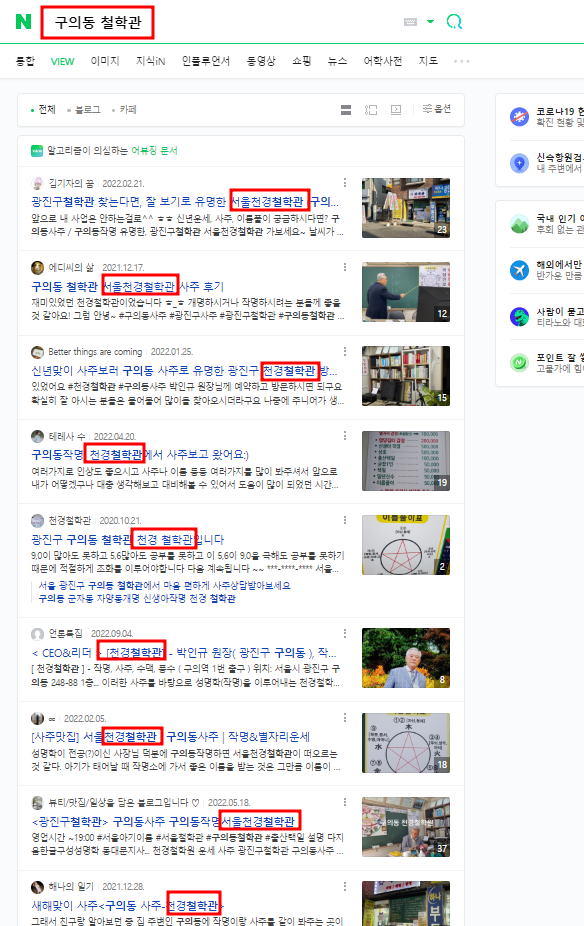 N 구의동 철학관
통합 VIEW 이미지 지식iN 인플루언서 동영상 쇼핑 뉴스 어학사전 지도
전체 블로그 카페 옵션
알고리즘이 의심하는 어뷰징 문서
김기자의 꿈 2022.02.21.
광진구철학관 찾는다면, 잘 보기로 유명한 서울천경철학관 구의...
앞으로 내 사업은 안하는걸로^^ ㅎㅎ 신년운세, 사주, 이름풀이 궁금하시다면? 구
의동사주 / 구의동작명 유명한, 광진구철학관 서울천경철학관 가보세요~ 날씨가 ...
23
에디씨의 삶 2021.12.17.
구의동 철학관 서울천경철학관 사주 후기
재미있었던 천경철학관이었습니다 ㅎ_ㅎ 개명하시거나 작명하시려는 분들께 좋을
것 같아요! 그럼 안녕~ #구의동사주 #광진구사주 #광진구철학관 #구의동철학관 ...
12
Better things are coming 2022.01.25.
신년맞이 사주보러 구의동 사주로 유명한 광진구 천경철학관 방...
있었어요 #천경철학관 #구의동사주 박인규 원장님께 예약하고 방문하시면 되구요
확실히 잘 아시는 분들은 물어물어 많이들 찾아오시더라구요 나중에 주니어가 생...
15
테레사 수 2022.04.20.
구의동작명 천경철학관에서 사주보고 왔어요:)
여러가지로 인상도 좋으시고 사주나 이름 등등 여러가지를 많이 봐주셔서 앞으로
내가 어떻겠구나 대충 생각해보고 대비해볼 수 있어서 도움이 많이 되었던 시간...
19
천경철학관 2020.10.21.
광진구 구의동 철학관 천경 철학관입니다
9,0이 많아도 못하고 5,6많아도 공부를 못하고 이 5,6이 9,0을 극해도 공부를 못하기
때문에 적절하게 조화를 이루어야합니다 다음 계속됩니다 ~~ ***-****-**** 서울...
서울 광진구 구의동 철학관에서 마음 편하게 사주상담받아보세요
구의동 군자동 자양동개명 신생아작명 천경 철학관
이름풀이표
2
언론특집 2022.09.04.
< CEO&리더 > [천경철학관] - 박인규 원장( 광진구 구의동 ), 작...
[ 천경철학관 ] - 작명, 사주, 수맥, 풍수 ( 구의역 1번 출구 ) 위치: 서울시 광진구 구
의동 248-88 1층... 이러한 사주를 바탕으로 성명학(작명)을 이루어내는 천경철학...
8
∞ 2022.02.05.
[사주맛집] 서울천경철학관 구의동사주 | 작명&별자리운세
성명학이 전공(?)이신 사장님 덕분에 구의동작명하면 서울천경철학관이 떠오르는
것 같다. 아기가 태어날 때 작명소에 가서 좋은 이름을 받는 것은 그만큼 이름이 ...
18
뷰티/맛집/일상을 담은 블로그입니다 ♡ 2022.05.18.
<광진구철학관> 구의동사주 구의동작명서울천경철학관
영업시간 ~19:00 #서울아기이름 #서울철학관 #구의동철학관 #출산택일 설명 다지
음한글구성성명학 동대문지사... 천경철학원 운세 사주 광진구철학관 구의동사주 ...
구의동 천경철학관
37
해나의 일기 2021.12.28.
새해맞이 사주<구의동 사주-천경철학관>
그래서 친구랑 알아보던 중 집 주변인 구의동에 작명이랑 사주를 같이 봐주는 곳이
코로나19 현
확진 현황 및
신속항원검
내 주변에서
국내 인기 여
후회 없는 관
해외에서만
반가운 만큼
사람이 묻고
티라노와 대화
포인트 잘 쌓
고물가에 힘이